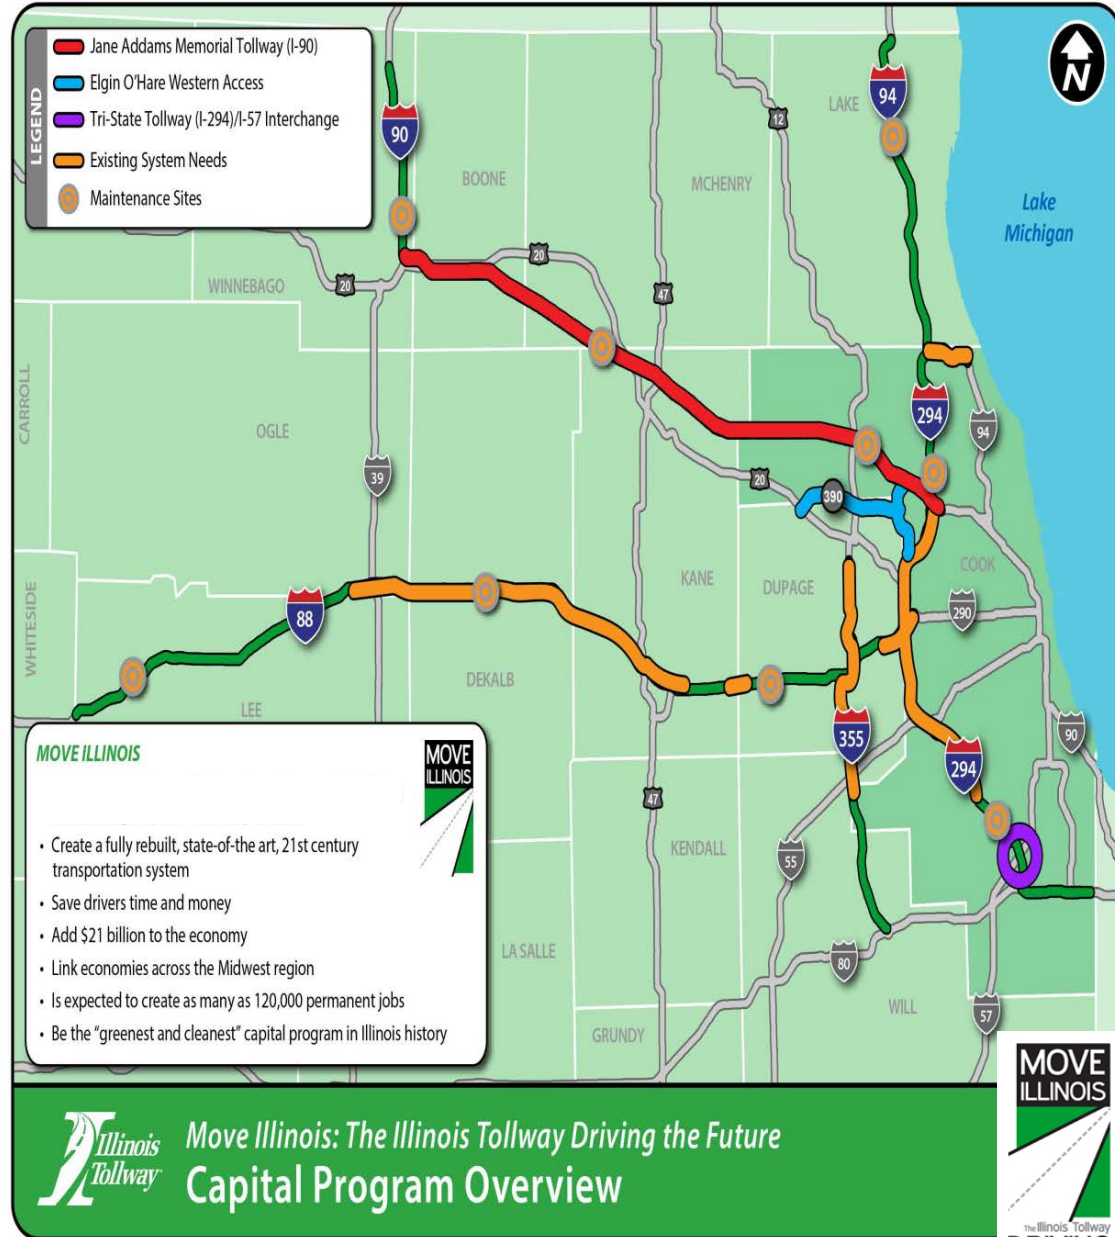 LEGEND
Jane Addams Memorial Tollway (I-90)
Elgin O'Hare Western Access
Tri-State Tollway (I-294)/I-57 Interchange
Existing System Needs
Maintenance Sites
N
90
94
LAKE
12
BOONE
MCHENRY
Lake
Michigan
20
WINNEBAGO
20
47
CARROLL
OGLE
294
94
39
20
390
COOK
KANE
DUPAGE
WHITESIDE
88
290
DEKALB
LEE
355
294
90
47
KENDALL
55
LA SALLE
80
WILL
57
GRUNDY
MOVE ILLINOIS
MOVE
ILLINOIS
• Create a fully rebuilt, state-of-the art, 21st century
transportation system
• Save drivers time and money
• Add $21 billion to the economy
• Link economies across the Midwest region
• Is expected to create as many as 120,000 permanent jobs
• Be the "greenest and cleanest" capital program in Illinois history
Illinois
Tollway
Move Illinois: The Illinois Tollway Driving the Future
Capital Program Overview
MOVE
ILLINOIS
The Illinois Tollway